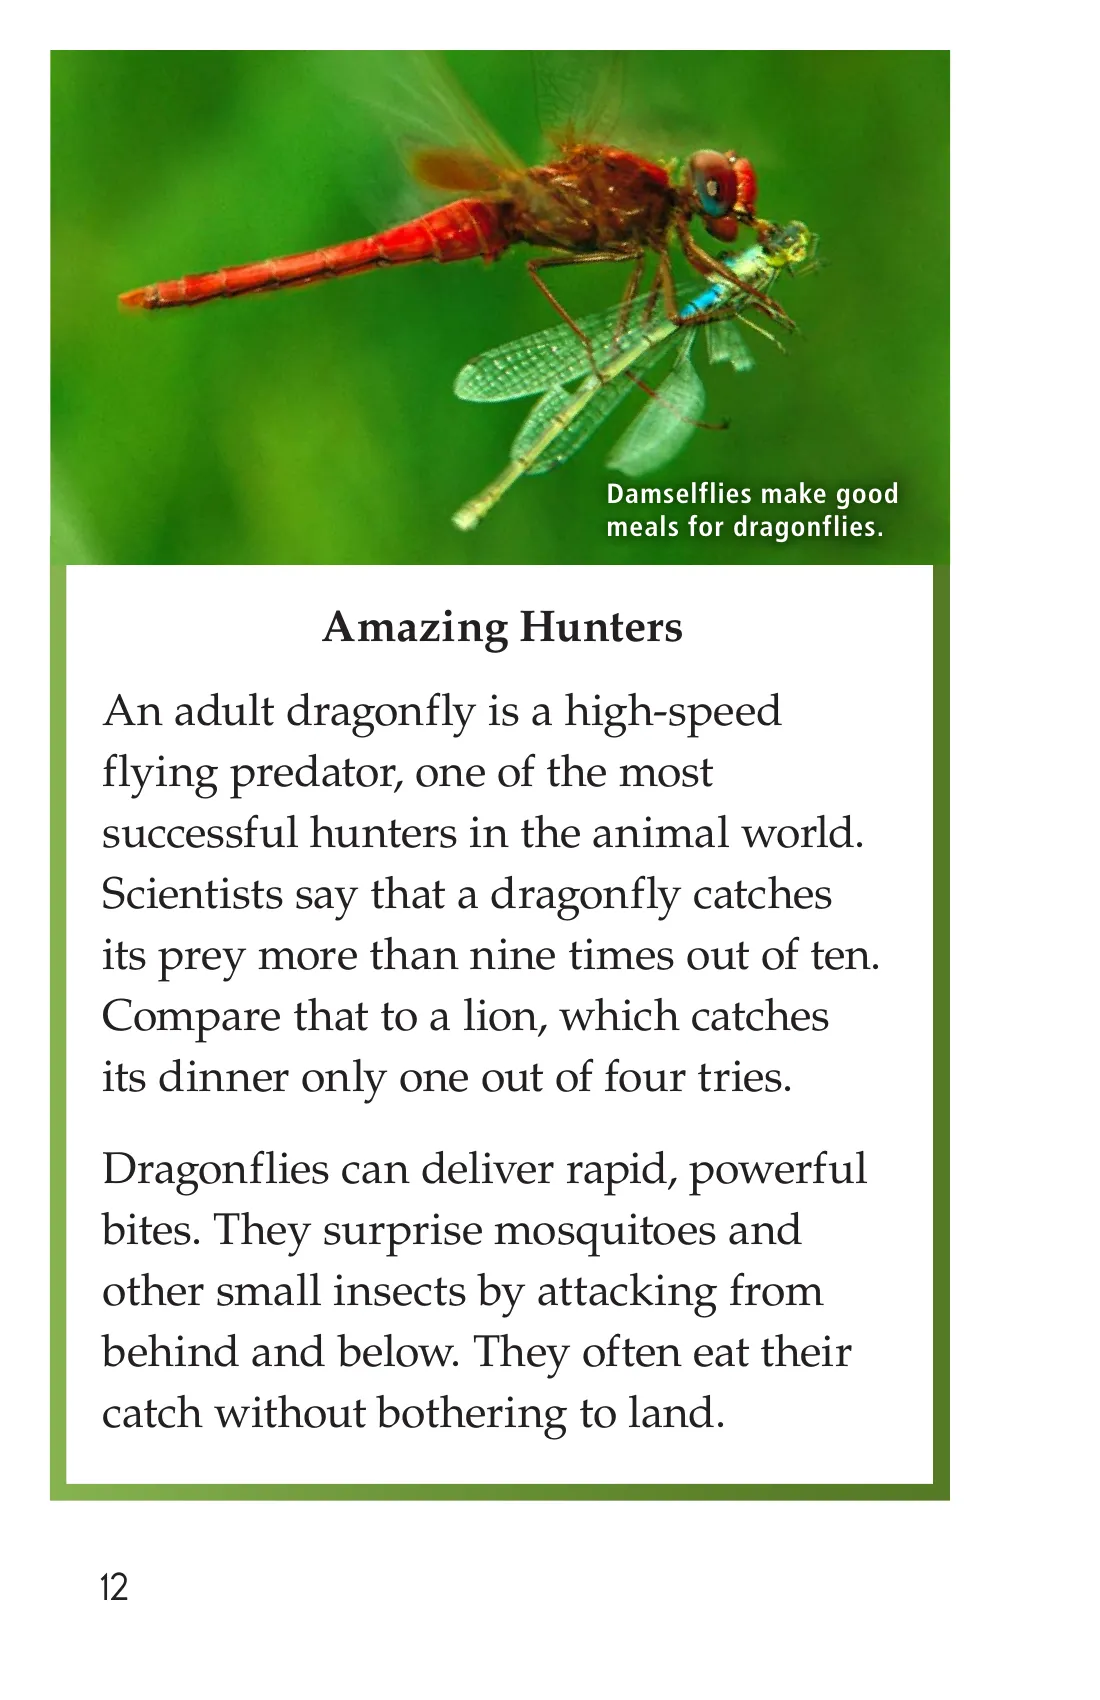 Damselflies make good
meals for dragonflies.
Amazing Hunters
An adult dragonfly is a high-speed
flying predator, one of the most
successful hunters in the animal world.
Scientists say that a dragonfly catches
its prey more than nine times out of ten.
Compare that to a lion, which catches
its dinner only one out of four tries.
Dragonflies can deliver rapid, powerful
bites. They surprise mosquitoes and
other small insects by attacking from
behind and below. They often eat their
catch without bothering to land.
12